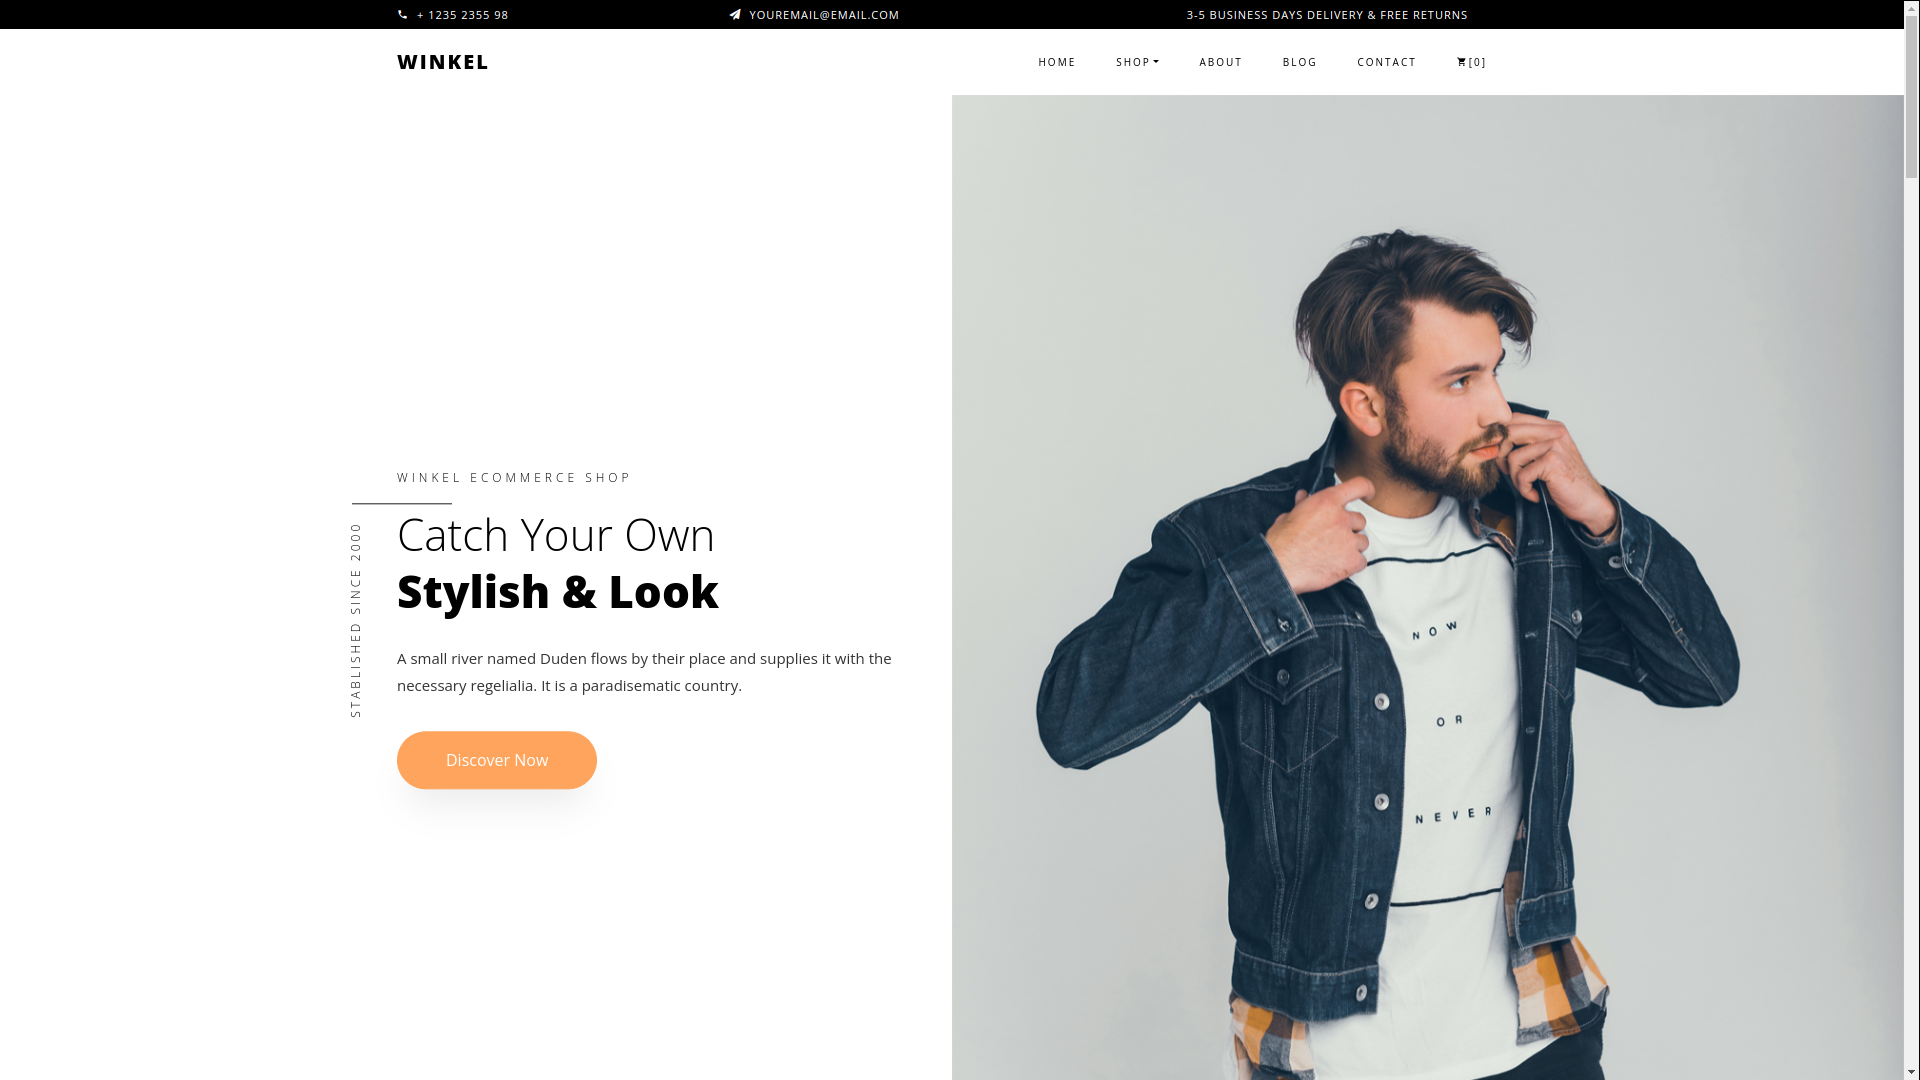 + 1235 2355 98
YOUREMAIL@EMAIL.COM
3-5 BUSINESS DAYS DELIVERY & FREE RETURNS
WINKEL
HOME
SHOP
ABOUT
BLOG
CONTACT
[0]
WINKEL ECOMMERCE SHOP
STABLISHED SINCE 2000
Catch Your Own
Stylish & Look
A small river named Duden flows by their place and supplies it with the
necessary regelialia. It is a paradisematic country.
Discover Now
NOW
OR
NEVER